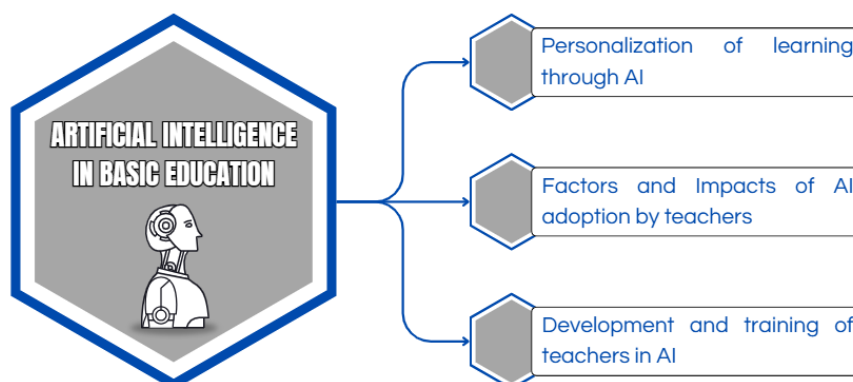 ARTIFICIAL INTELLIGENCE
IN BASIC EDUCATION
Personalization of learning
through AI
Factors and Impacts of AI
adoption by teachers
Development and training of
teachers in AI